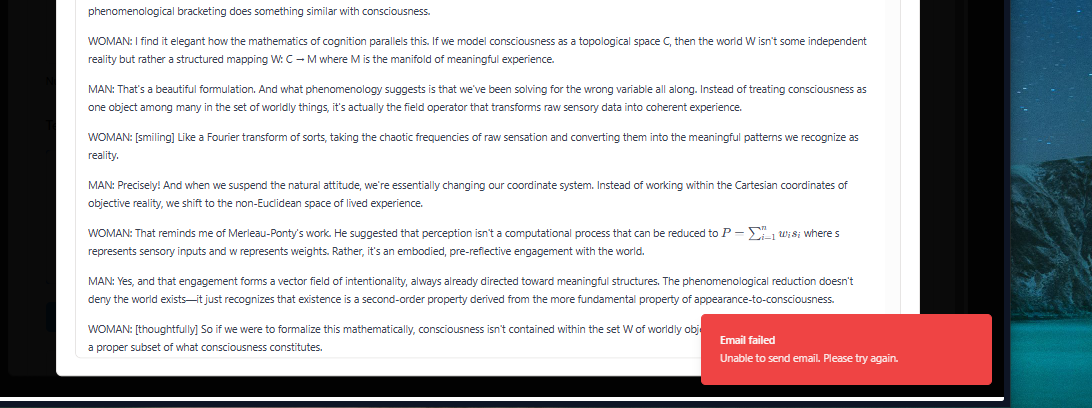 phenomenological bracketing does something similar with consciousness.
WOMAN: I find it elegant how the mathematics of cognition parallels this. If we model consciousness as a topological space C, then the world W isn't some independent
reality but rather a structured mapping W: C → M where M is the manifold of meaningful experience.
MAN: That's a beautiful formulation. And what phenomenology suggests is that we've been solving for the wrong variable all along. Instead of treating consciousness as
one object among many in the set of worldly things, it's actually the field operator that transforms raw sensory data into coherent experience.
WOMAN: [smiling] Like a Fourier transform of sorts, taking the chaotic frequencies of raw sensation and converting them into the meaningful patterns we recognize as
reality.
MAN: Precisely! And when we suspend the natural attitude, we're essentially changing our coordinate system. Instead of working within the Cartesian coordinates of
objective reality, we shift to the non-Euclidean space of lived experience.
WOMAN: That reminds me of Merleau-Ponty's work. He suggested that perception isn't a computational process that can be reduced to P = ∑ⁿᵢ₌₁ wᵢsᵢ where s
represents sensory inputs and w represents weights. Rather, it's an embodied, pre-reflective engagement with the world.
MAN: Yes, and that engagement forms a vector field of intentionality, always already directed toward meaningful structures. The phenomenological reduction doesn't
deny the world exists—it just recognizes that existence is a second-order property derived from the more fundamental property of appearance-to-consciousness.
WOMAN: [thoughtfully] So if we were to formalize this mathematically, consciousness isn't contained within the set W of worldly
a proper subset of what consciousness constitutes.
Email failed
Unable to send email. Please try again.